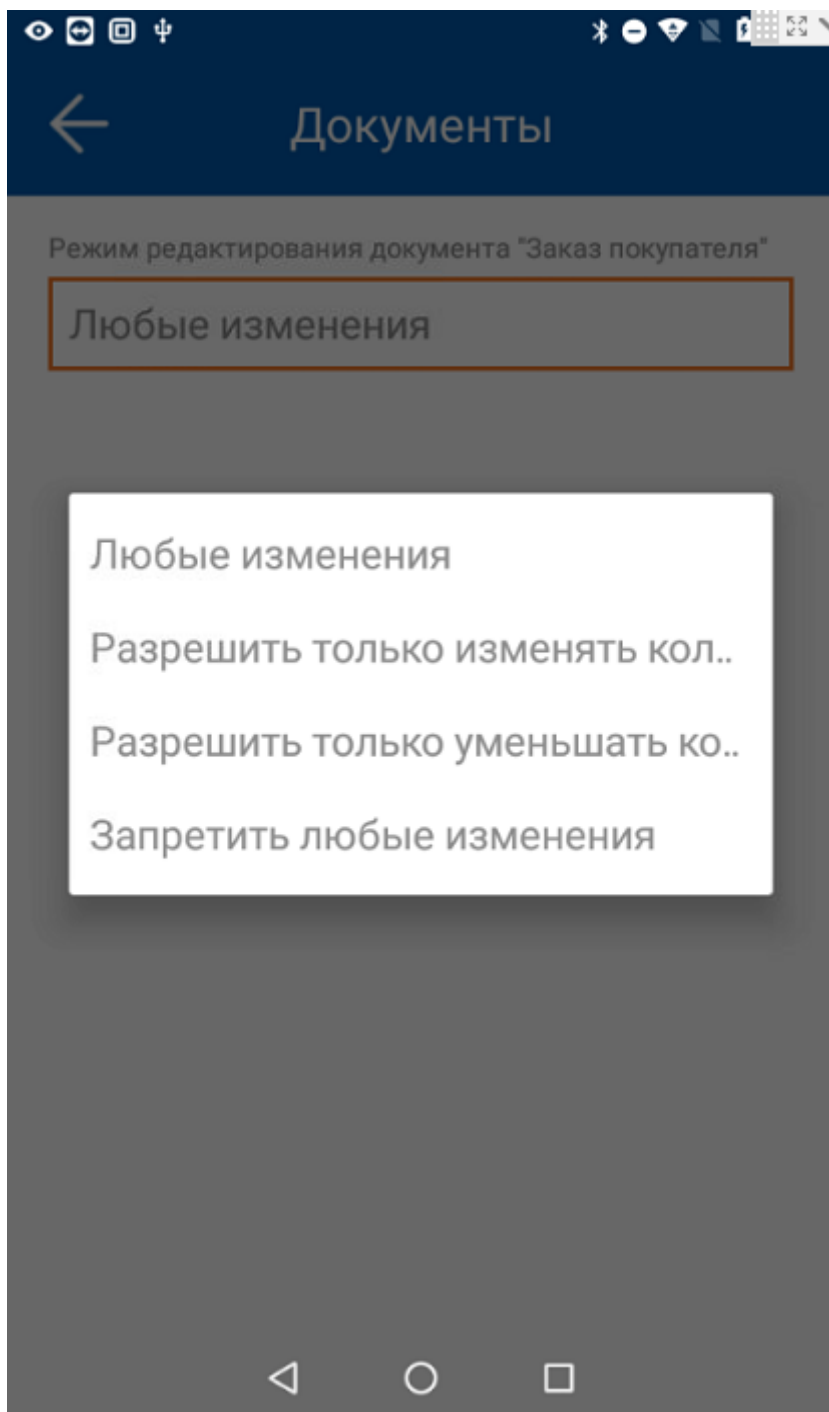 Документы
Режим редактирования документа "Заказ покупателя"
Любые изменения
Любые изменения
Разрешить только изменять кол..
Разрешить только уменьшать ко..
Запретить любые изменения